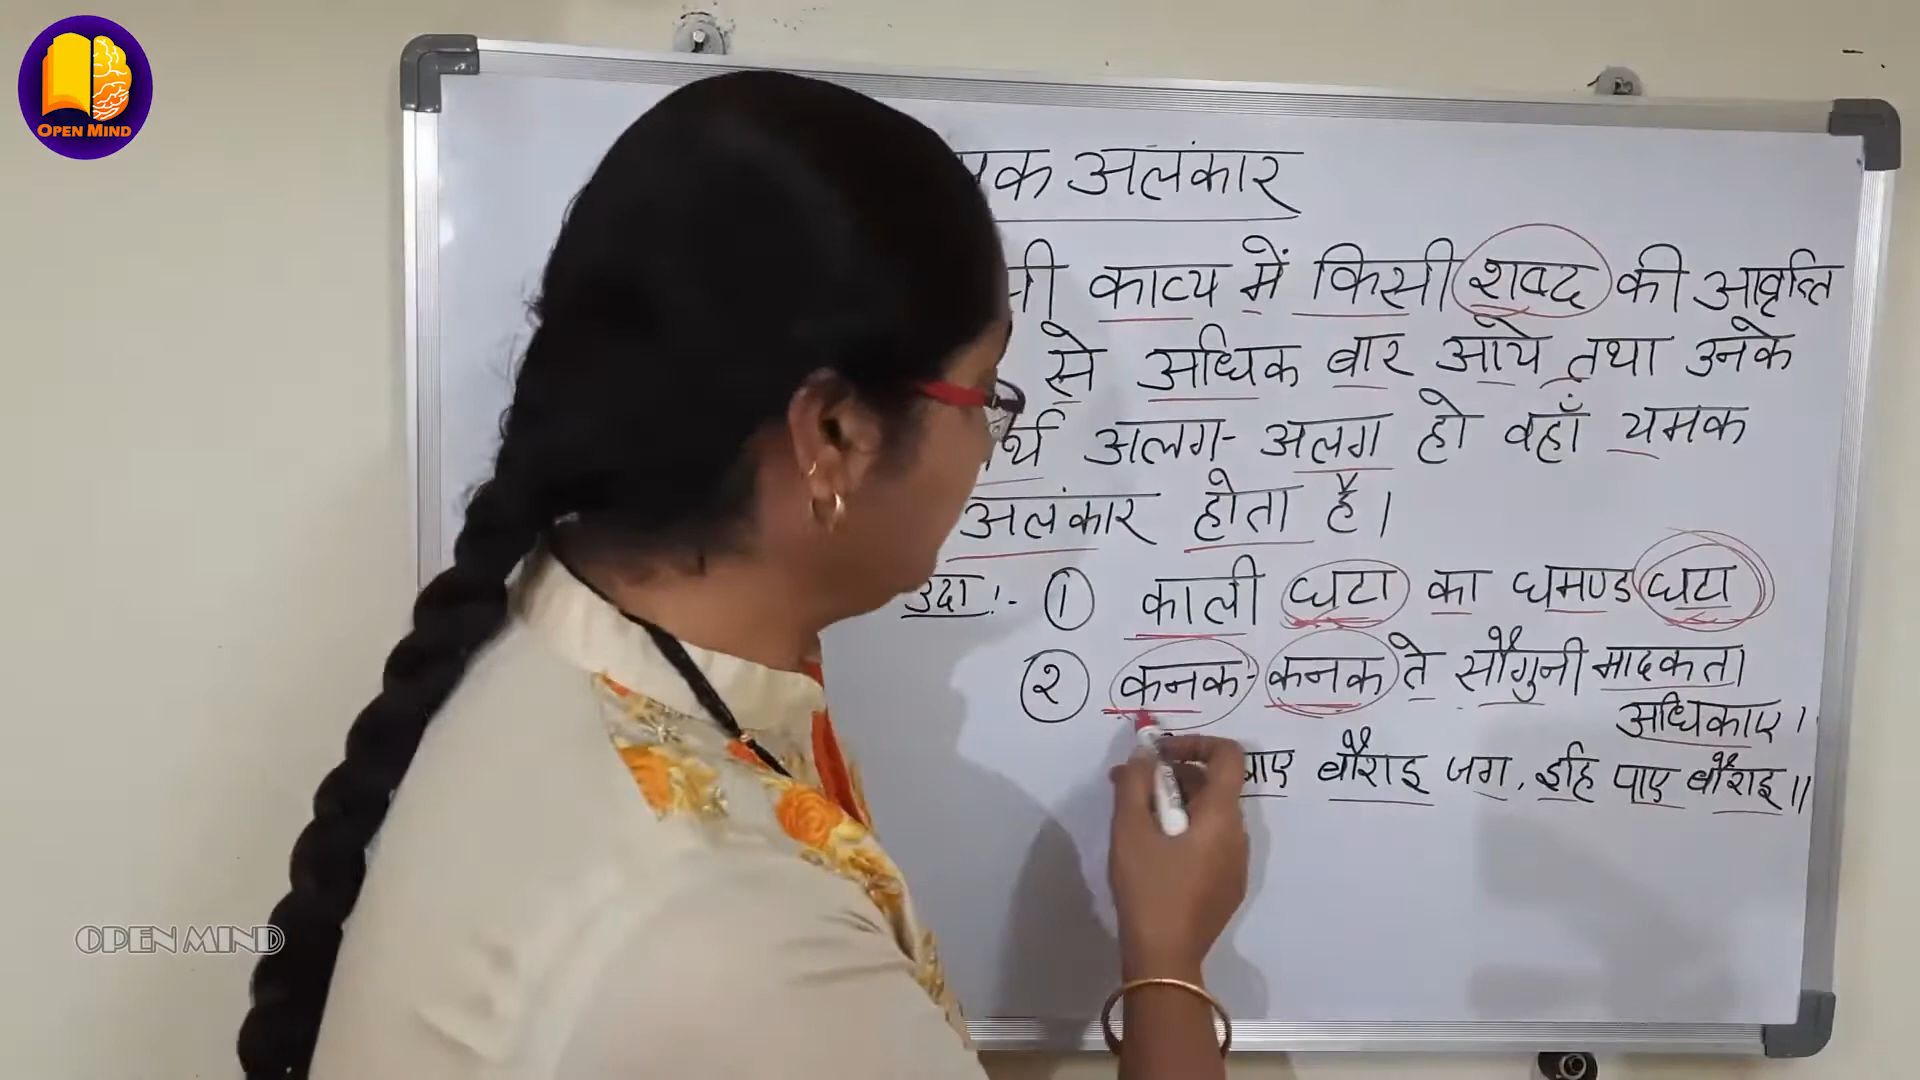 OPEN MIND
अलंकार
काव्य में किसी शब्द की आवृत्ति
से अधिक बार आये तथा उनके
अलग-अलग हो वहाँ यमक
अलंकार होता है।
उदा:- ① काली घटा का घमण्ड घटा
② कनक-कनक ते सौगुनी मादकता
अधिकाए।
बौराइ जग, इहि पाए बौराइ॥
OPEN MIND